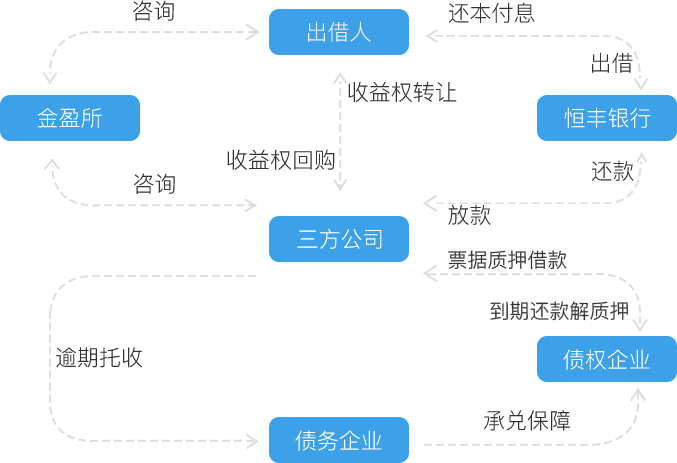 咨询
出借人
还本付息
出借
收益权转让
金盈所
恒丰银行
收益权回购
咨询
还款
放款
三方公司
票据质押借款
到期还款解质押
逾期托收
债权企业
承兑保障
债务企业